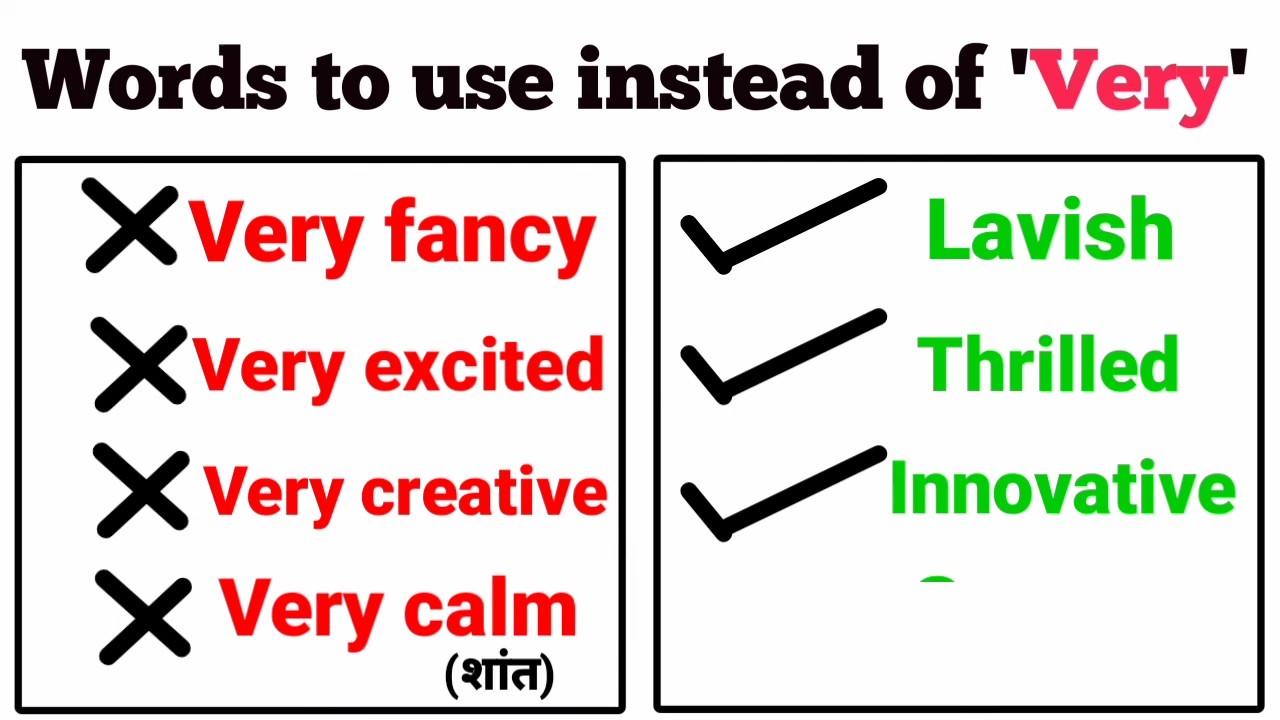 Words to use instead of 'Very'
Very fancy
Lavish
Very excited
Thrilled
Very creative
Innovative
Very calm
(शांत)